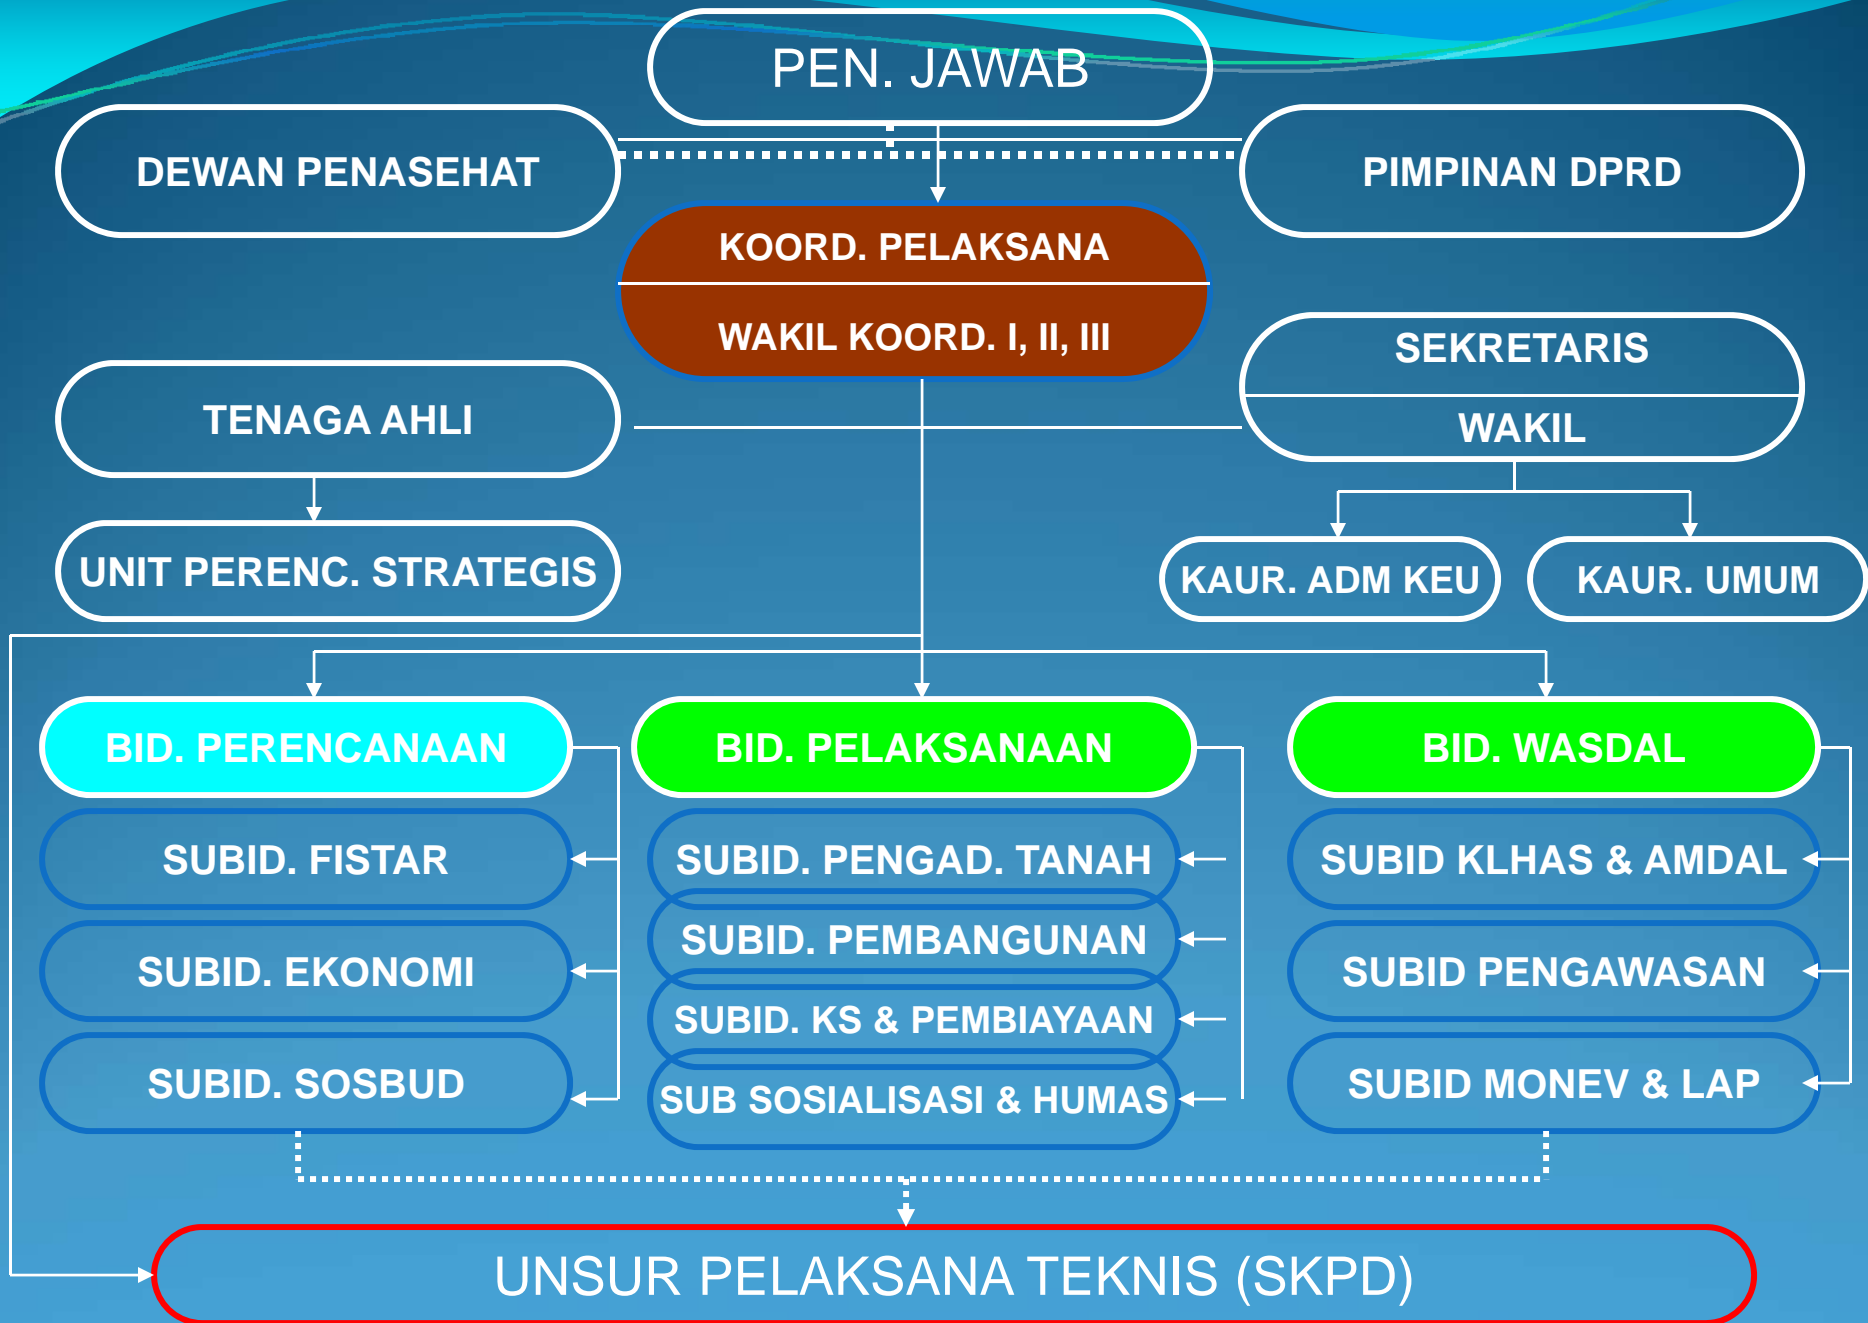 PEN. JAWAB
DEWAN PENASEHAT
PIMPINAN DPRD
KOORD. PELAKSANA
WAKIL KOORD. I, II, III
SEKRETARIS
WAKIL
TENAGA AHLI
UNIT PERENC. STRATEGIS
KAUR. ADM KEU
KAUR. UMUM
BID. PERENCANAAN
SUBID. FISTAR
SUBID. EKONOMI
SUBID. SOSBUD
BID. PELAKSANAAN
SUBID. PENGAD. TANAH
SUBID. PEMBANGUNAN
SUBID. KS & PEMBIAYAAN
SUB SOSIALISASI & HUMAS
BID. WASDAL
SUBID KLHAS & AMDAL
SUBID PENGAWASAN
SUBID MONEV & LAP
UNSUR PELAKSANA TEKNIS (SKPD)